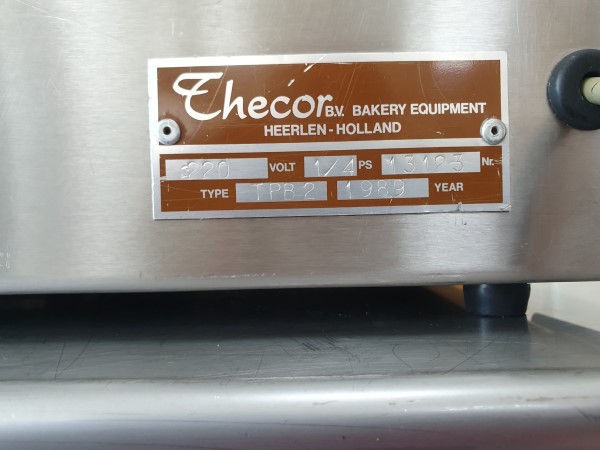 Thecor B.V. BAKERY EQUIPMENT
HEERLEN-HOLLAND
220 VOLT 1/4 PS 13123 Nr.
TYPE TPB2 1989 YEAR